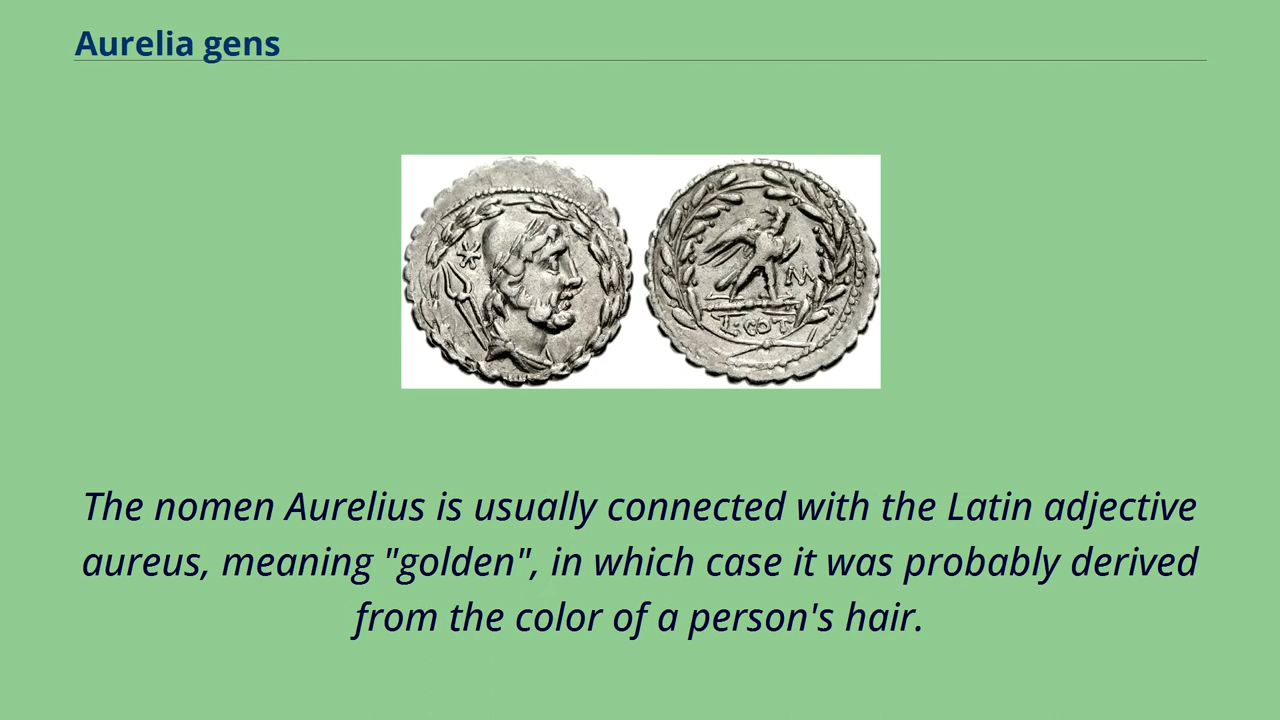 Aurelia gens
The nomen Aurelius is usually connected with the Latin adjective
aureus, meaning "golden", in which case it was probably derived
from the color of a person's hair.